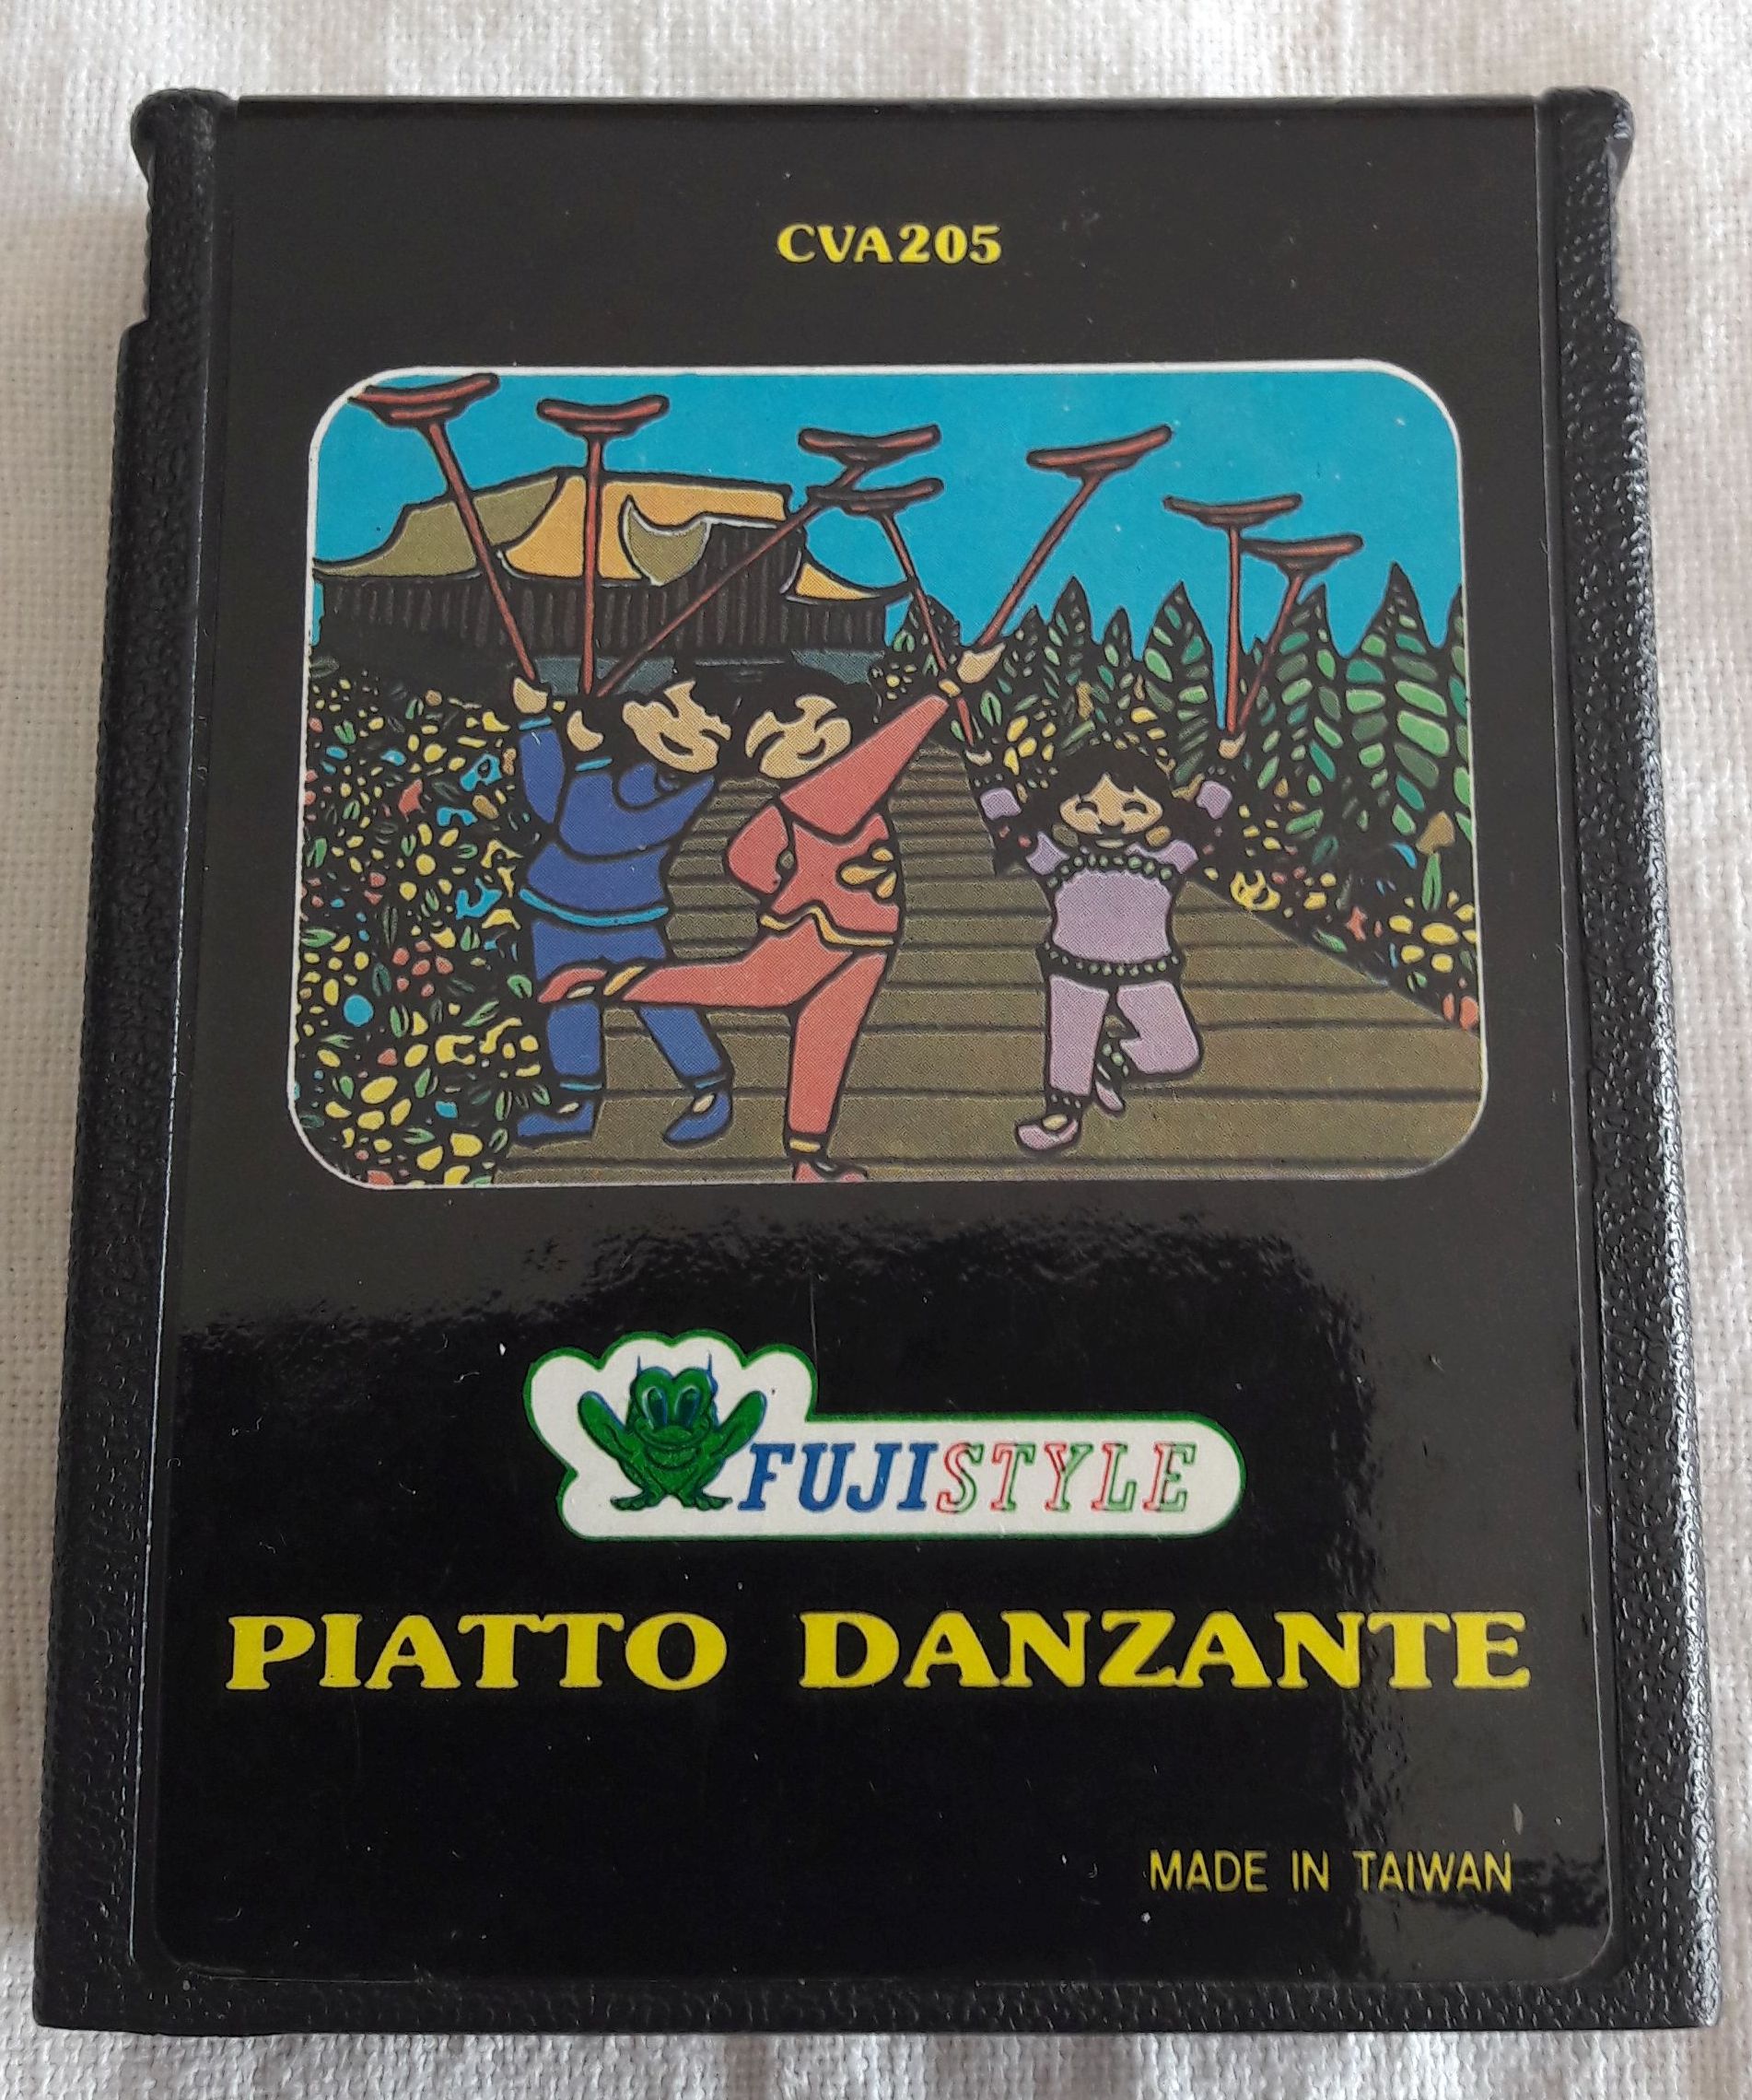 CVA205
FUJISTYLE
PIATTO DANZANTE
MADE IN TAIWAN